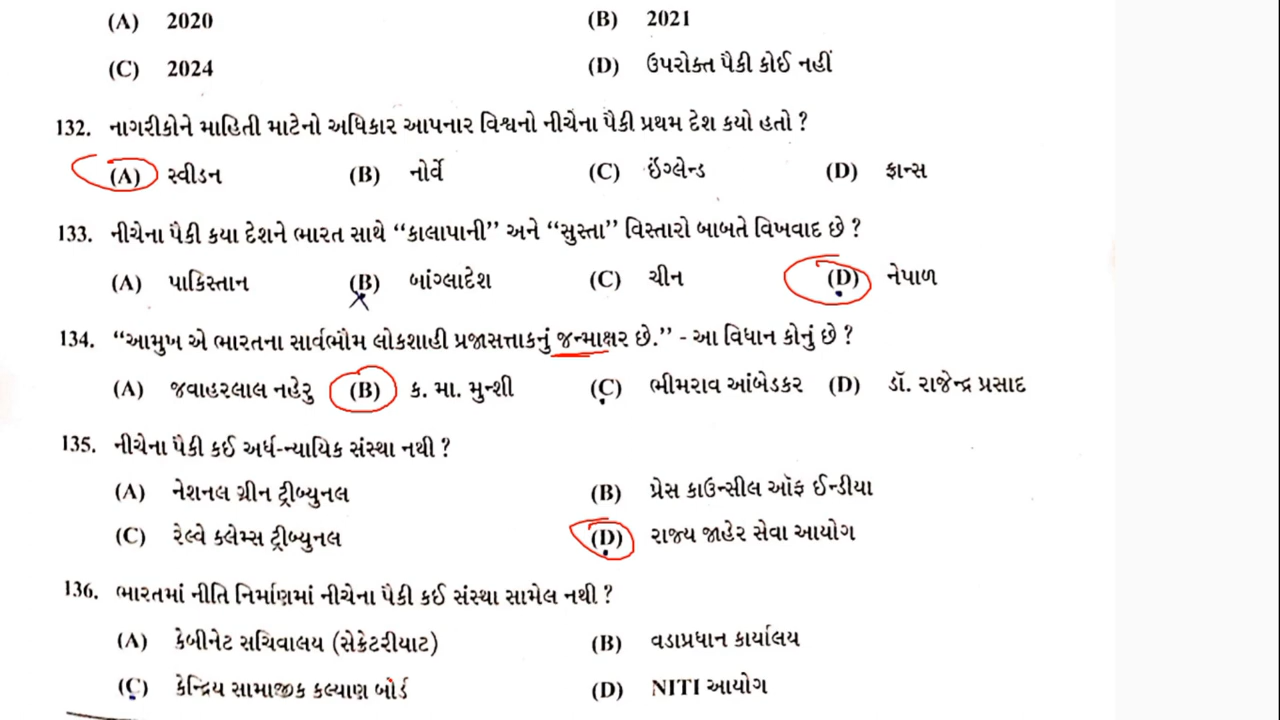 (A) 2020 (B) 2021
(C) 2024 (D) ઉપરોક્ત પૈકી કોઈ નહીં
132. નાગરીકોને માહિતી માટેનો અધિકાર આપનાર વિશ્વનો નીચેના પૈકી પ્રથમ દેશ કયો હતો ?
(A) સ્વીડન (B) નોર્વે (C) ઈંગ્લેન્ડ (D) ફ્રાન્સ
133. નીચેના પૈકી કયા દેશને ભારત સાથે “કાલાપાની” અને “સુસ્તા” વિસ્તારો બાબતે વિખવાદ છે ?
(A) પાકિસ્તાન (B) બાંગ્લાદેશ (C) ચીન (D) નેપાળ
134. “આમુખ એ ભારતના સાર્વભૌમ લોકશાહી પ્રજાસત્તાકનું જન્માક્ષર છે.” - આ વિધાન કોનું છે ?
(A) જવાહરલાલ નહેરુ (B) ક. મા. મુન્શી (C) ભીમરાવ આંબેડકર (D) ડૉ. રાજેન્દ્ર પ્રસાદ
135. નીચેના પૈકી કઈ અર્ધ-ન્યાયિક સંસ્થા નથી ?
(A) નેશનલ ગ્રીન ટ્રીબ્યુનલ (B) પ્રેસ કાઉન્સીલ ઑફ ઈન્ડીયા
(C) રેલ્વે કલેમ્સ ટ્રીબ્યુનલ (D) રાજ્ય જાહેર સેવા આયોગ
136. ભારતમાં નીતિ નિર્માણમાં નીચેના પૈકી કઈ સંસ્થા સામેલ નથી ?
(A) કેબીનેટ સચિવાલય (સેક્રેટરીયાટ) (B) વડાપ્રધાન કાર્યાલય
(C) કેન્દ્રિય સામાજીક કલ્યાણ બોર્ડ (D) NITI આયોગ